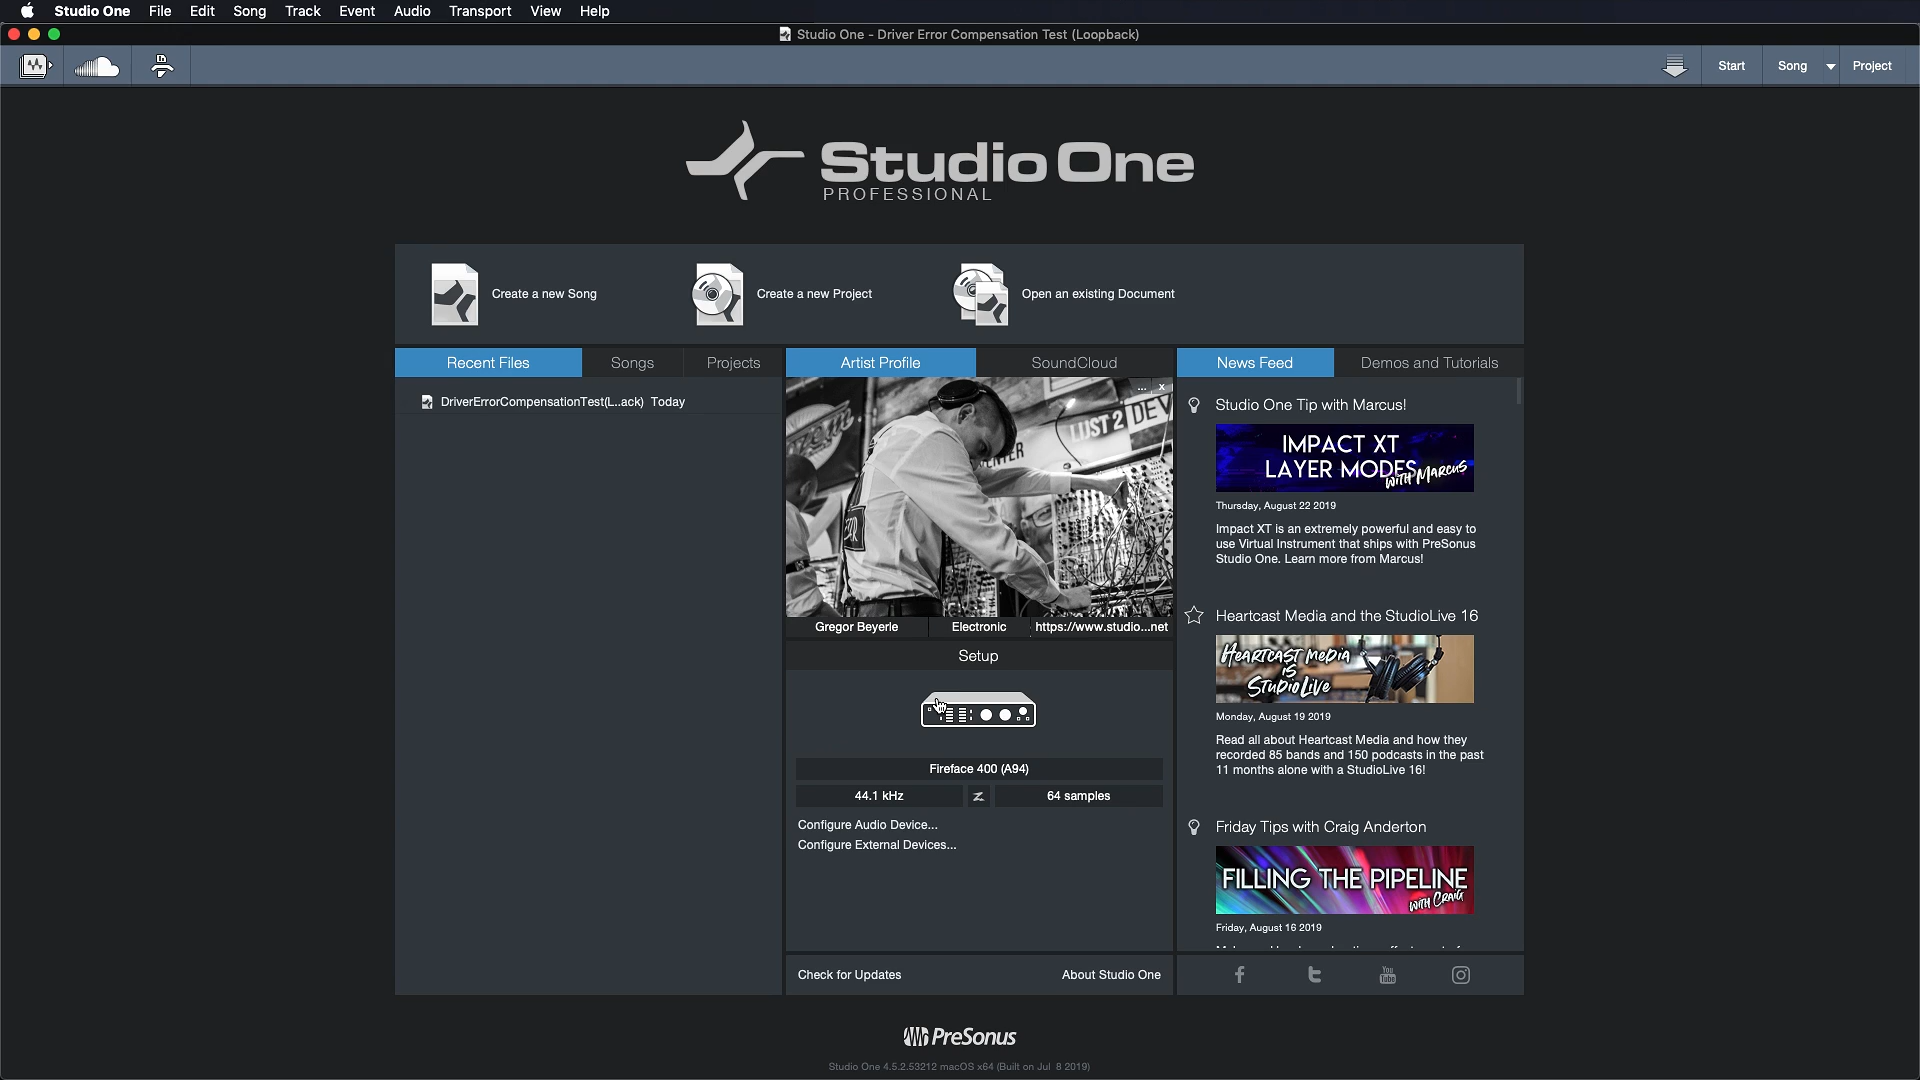 Studio One File Edit Song Track Event Audio Transport View Help
Studio One - Driver Error Compensation Test (Loopback)
Start Song Project
Studio One
PROFESSIONAL
Create a new Song
Create a new Project
Open an existing Document
Recent Files Songs Projects
DriverErrorCompensationTest(L...ack) Today
Artist Profile SoundCloud
... x
LUST 2 DEV
Gregor Beyerle Electronic https://www.studio...net
Setup
Fireface 400 (A94)
44.1 kHz Z 64 samples
Configure Audio Device...
Configure External Devices...
Check for Updates About Studio One
News Feed Demos and Tutorials
Studio One Tip with Marcus!
IMPACT XT
LAYER MODES
WITH MARCUS
Thursday, August 22 2019
Impact XT is an extremely powerful and easy to
use Virtual Instrument that ships with PreSonus
Studio One. Learn more from Marcus!
Heartcast Media and the StudioLive 16
HEARTCAST MEDIA
IS
STUDIOLIVE
Monday, August 19 2019
Read all about Heartcast Media and how they
recorded 85 bands and 150 podcasts in the past
11 months alone with a StudioLive 16!
Friday Tips with Craig Anderton
FILLING THE PIPELINE
WITH CRAIG
Friday, August 16 2019
You Tube
PreSonus
Studio One 4.5.2.53212 macOS x64 (Built on Jul 8 2019)